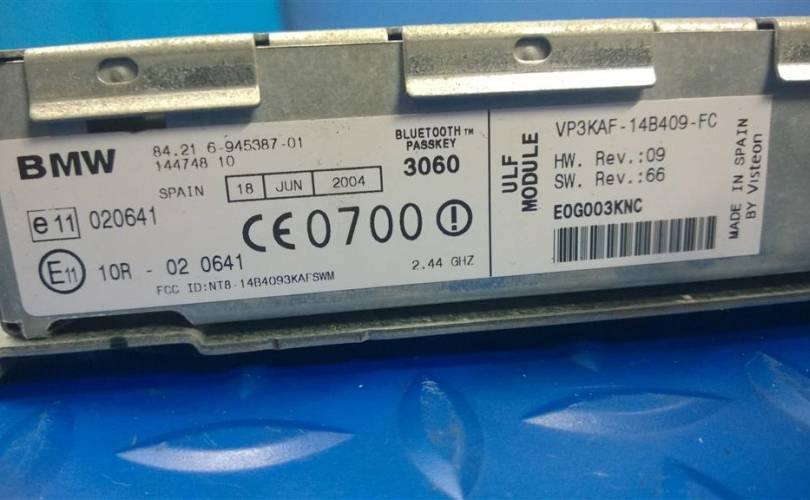 BMW
84.21 6-945387-01
144748 10
BLUETOOTH™
PASSKEY
3060
SPAIN 18 JUN 2004
e11 020641
CE0700
E11 10R - 02 0641
2.44 GHZ
FCC ID:NT8-14B4093KAFSWM
ULF
MODULE
VP3KAF-14B409-FC
HW. Rev.:09
SW. Rev.:66
E0G003KNC
MADE IN SPAIN
BY Visteon